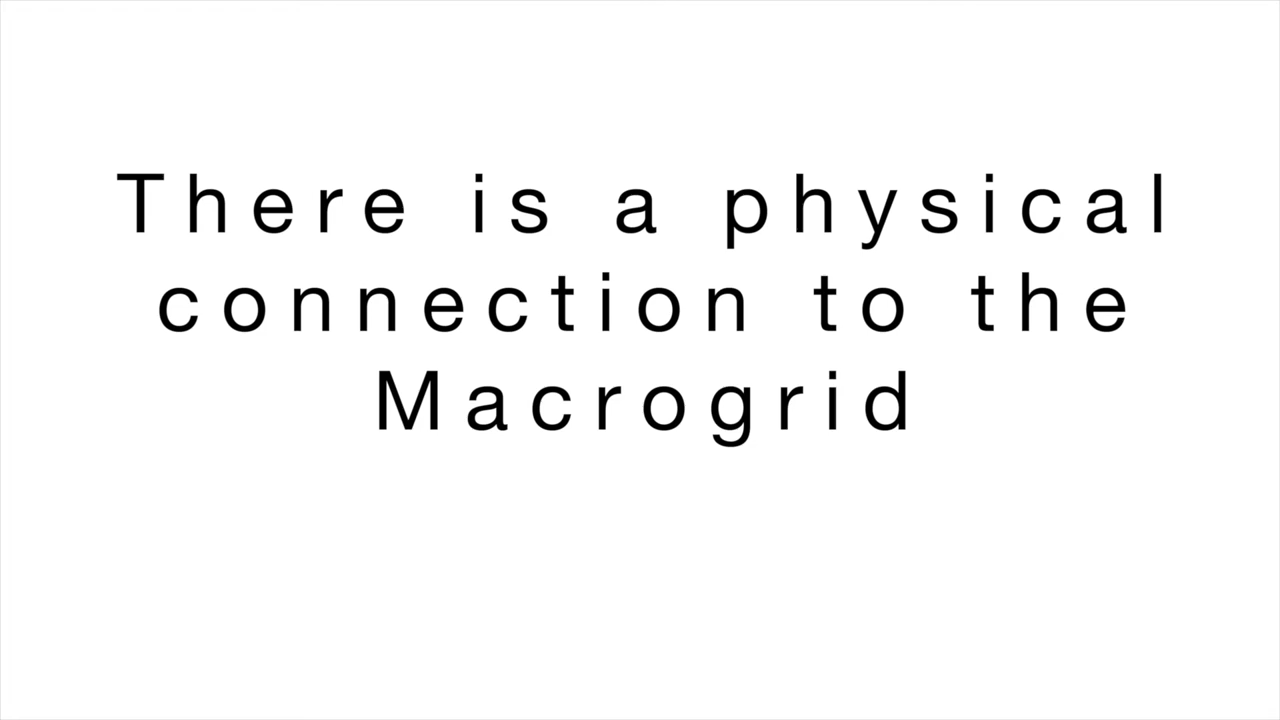 There is a physical
connection to the
Macrogrid